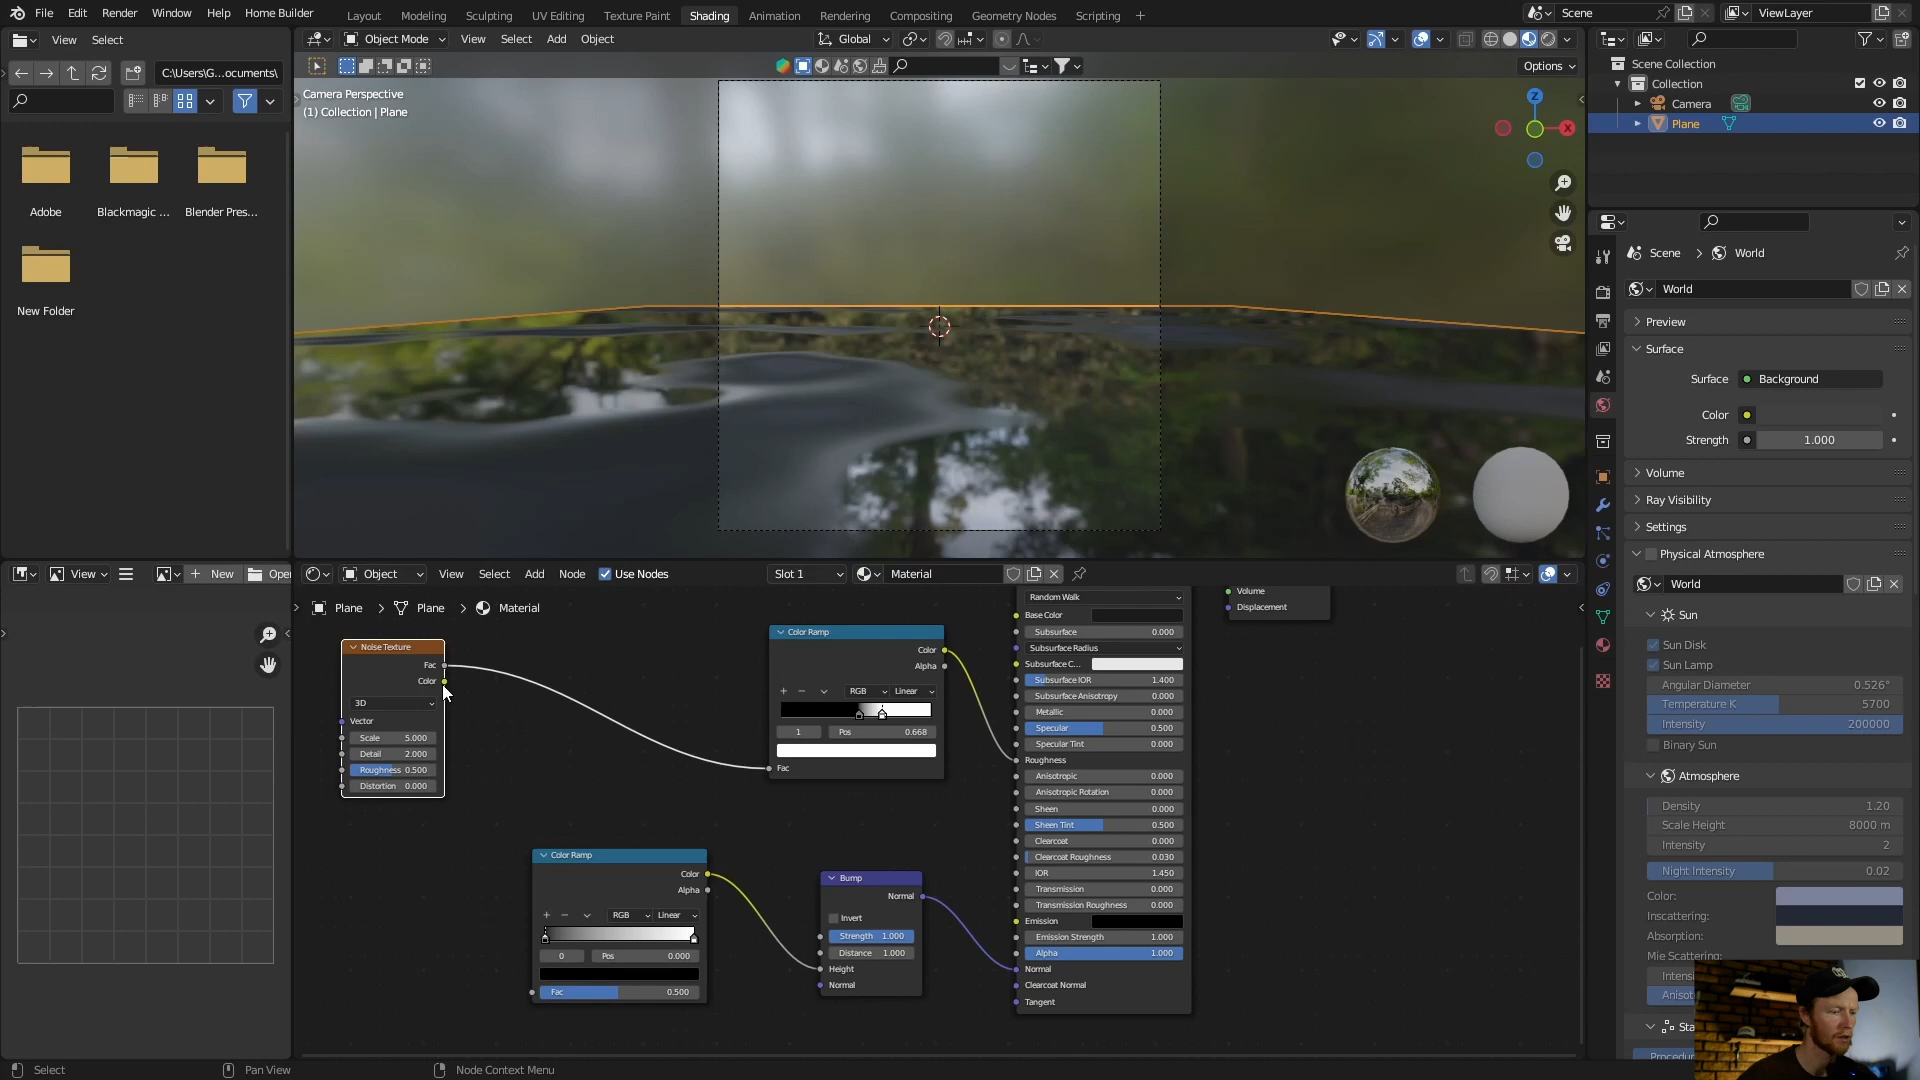 File Edit Render Window Help Home Builder
Layout Modeling Sculpting UV Editing Texture Paint Shading Animation Rendering Compositing Geometry Nodes Scripting +
Scene
ViewLayer
View Select
C:\Users\G...ocuments\
Adobe
Blackmagic ...
Blender Pres...
New Folder
Object Mode View Select Add Object
Global
Options
Camera Perspective
(1) Collection | Plane
Z
X
Scene Collection
Collection
Camera
Plane
Scene > World
World
Preview
Surface
Surface Background
Color
Strength 1.000
Volume
Ray Visibility
Settings
Physical Atmosphere
World
Sun
Sun Disk
Sun Lamp
Angular Diameter 0.526°
Temperature K 5700
Intensity 200000
Binary Sun
Atmosphere
Density 1.20
Scale Height 8000 m
Intensity 2
Night Intensity 0.02
Color:
Inscattering:
Absorption:
Mie Scattering:
View
New
Open
Object View Select Add Node Use Nodes
Slot 1
Material
Plane > Plane > Material
Noise Texture
Fac
Color
3D
Vector
Scale 5.000
Detail 2.000
Roughness 0.500
Distortion 0.000
Color Ramp
Color
Alpha
RGB Linear
1 Pos 0.668
Fac
Color Ramp
Color
Alpha
RGB Linear
0 Pos 0.000
Fac 0.500
Bump
Normal
Invert
Strength 1.000
Distance 1.000
Height
Normal
Random Walk
Base Color
Subsurface 0.000
Subsurface Radius
Subsurface C...
Subsurface IOR 1.400
Subsurface Anisotropy 0.000
Metallic 0.000
Specular 0.500
Specular Tint 0.000
Roughness
Anisotropic 0.000
Anisotropic Rotation 0.000
Sheen 0.000
Sheen Tint 0.500
Clearcoat 0.000
Clearcoat Roughness 0.030
IOR 1.450
Transmission 0.000
Transmission Roughness 0.000
Emission
Emission Strength 1.000
Alpha 1.000
Normal
Clearcoat Normal
Tangent
Volume
Displacement
Select
Pan View
Node Context Menu